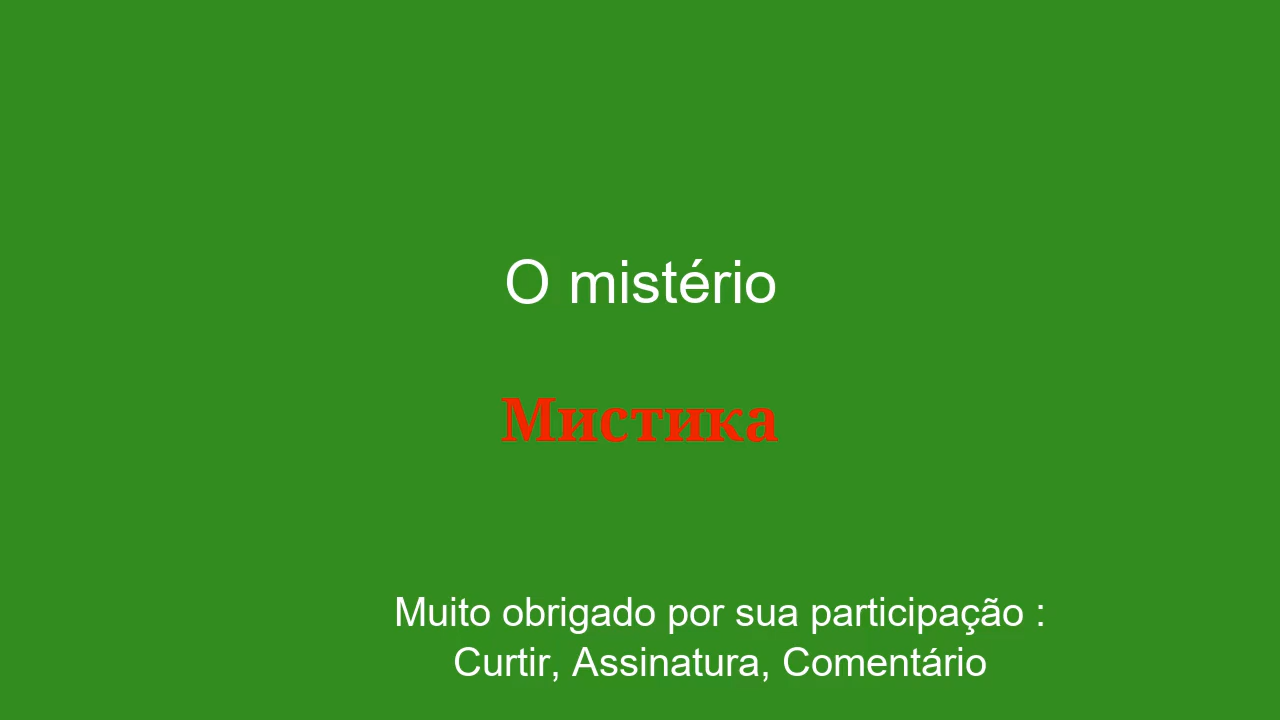 O mistério
Мистика
Muito obrigado por sua participação :
Curtir, Assinatura, Comentário